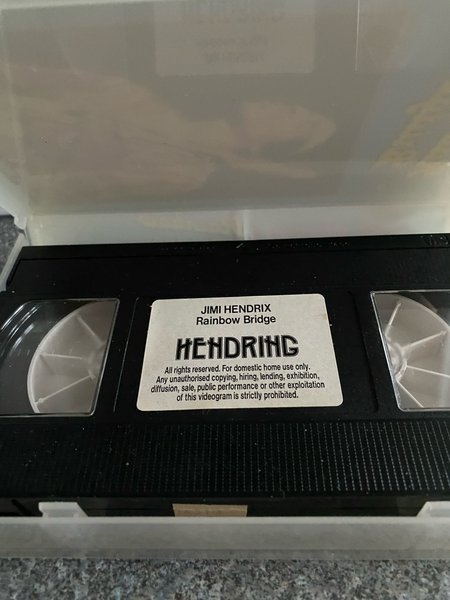 JIMI HENDRIX
Rainbow Bridge
HENDRING
All rights reserved. For domestic home use only.
Any unauthorised copying, hiring, lending, exhibition,
diffusion, sale, public performance or other exploitation
of this videogram is strictly prohibited.